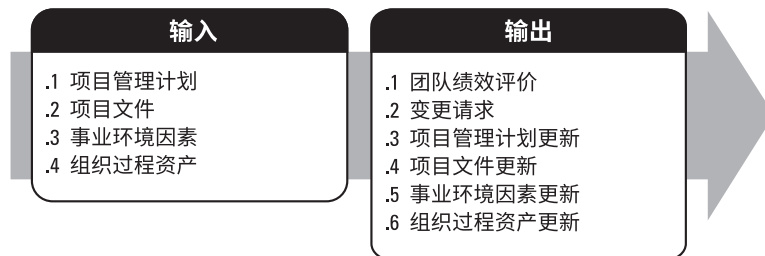 输入
.1 项目管理计划
.2 项目文件
.3 事业环境因素
.4 组织过程资产
输出
.1 团队绩效评价
.2 变更请求
.3 项目管理计划更新
.4 项目文件更新
.5 事业环境因素更新
.6 组织过程资产更新